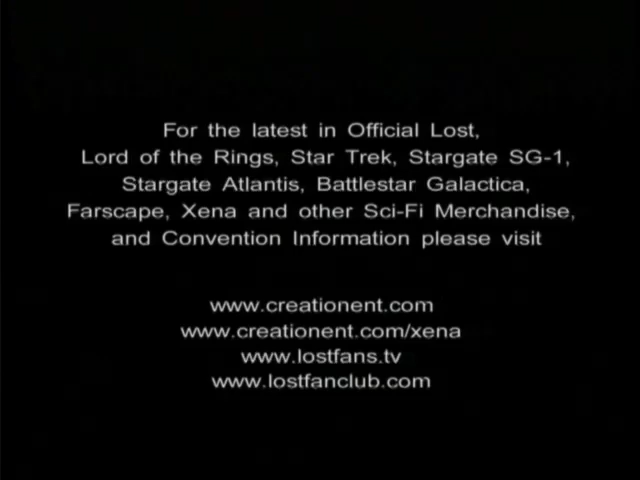 For the latest in Official Lost,
Lord of the Rings, Star Trek, Stargate SG-1,
Stargate Atlantis, Battlestar Galactica,
Farscape, Xena and other Sci-Fi Merchandise,
and Convention Information please visit
www.creationent.com
www.creationent.com/xena
www.lostfans.tv
www.lostfanclub.com